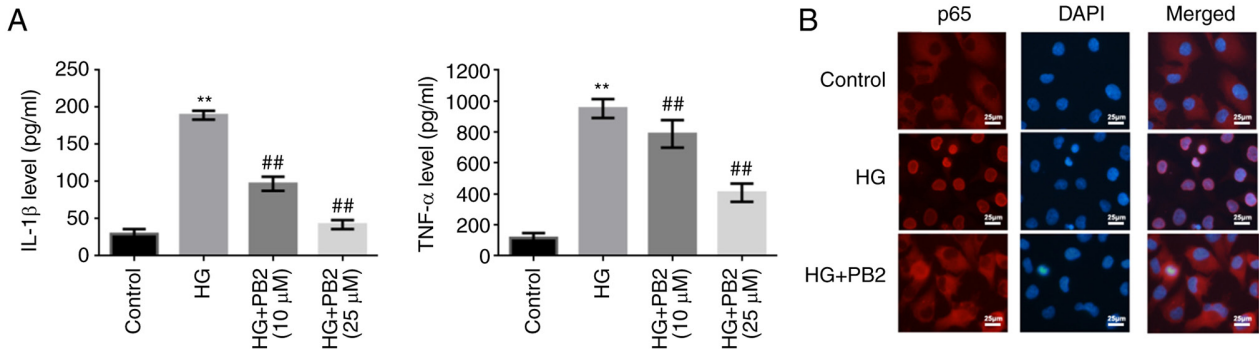 A
IL-1β level (pg/ml)
250
200
150
100
50
0
**
##
##
Control
HG
HG+PB2
(10 μM)
HG+PB2
(25 μM)
TNF-α level (pg/ml)
1200
1000
800
600
400
200
0
**
##
##
Control
HG
HG+PB2
(10 μM)
HG+PB2
(25 μM)
B
p65 DAPI Merged
Control
25μm 25μm 25μm
HG
25μm 25μm 25μm
HG+PB2
25μm 25μm 25μm